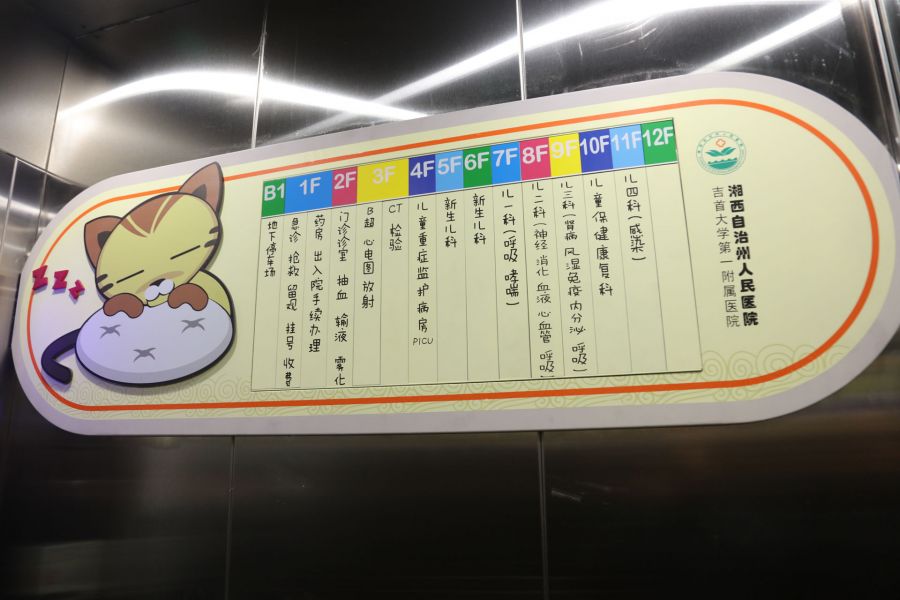 zzz
B1 1F 2F 3F 4F 5F 6F 7F 8F 9F 10F 11F 12F
地下停车场
急诊 抢救 留观 挂号 收费
药房 出入院手续办理
门诊诊室 抽血 输液 雾化
B超 心电图 放射
CT 检验
儿童重症监护病房 PICU
新生儿科
新生儿科
儿一科(呼吸 哮喘)
儿二科(神经 消化 血液 心血管 呼吸)
儿三科(肾病 风湿免疫 内分泌 呼吸)
儿童保健康复科
儿四科(感染)
湘西自治州人民医院
吉首大学第一附属医院